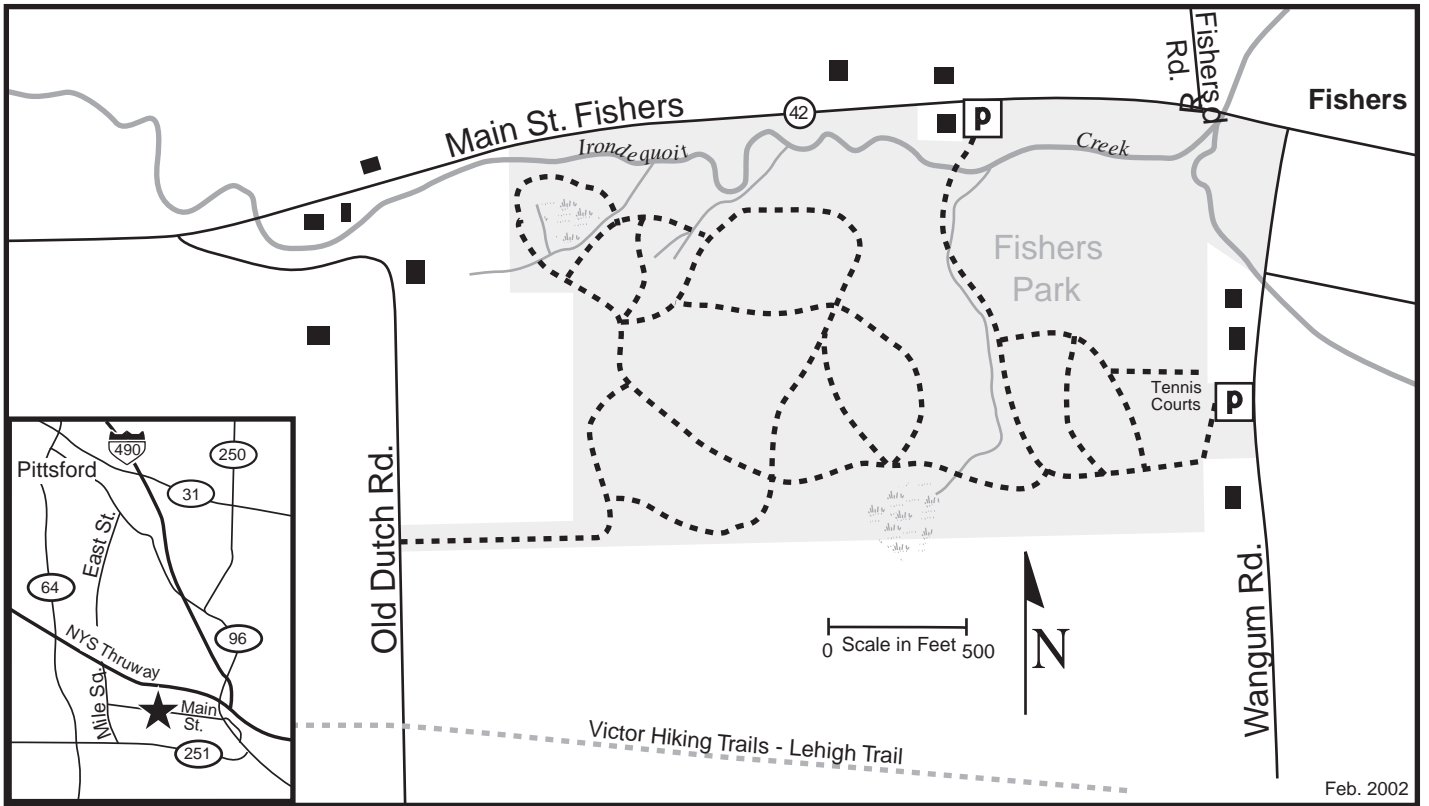 Fishers
Rd.
Fishers
Rd
Main St. Fishers
42
P
Fishers
Irondequoit
Creek
Fishers
Park
Tennis
Courts
P
Old Dutch Rd.
Wangum Rd.
0 Scale in Feet 500
N
Victor Hiking Trails - Lehigh Trail
Feb. 2002
490
Pittsford
250
31
East St.
64
96
NYS Thruway
Mile Sq.
Main
St.
251